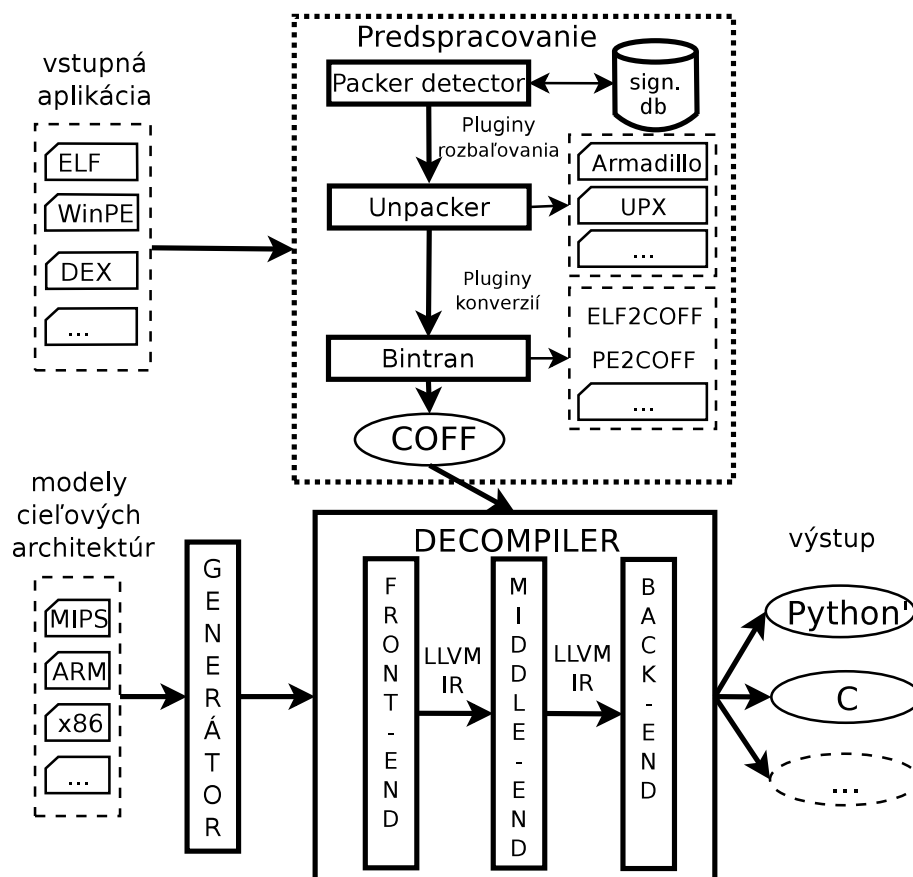 vstupná
aplikácia
ELF
WinPE
DEX
...
Predspracovanie
Packer detector
sign.
db
Pluginy
rozbaľovania
Armadillo
UPX
...
Unpacker
Pluginy
konverzií
ELF2COFF
PE2COFF
...
Bintran
COFF
modely
cieľových
architektúr
MIPS
ARM
x86
...
GENERÁTOR
DECOMPILER
FRONT-END
LLVM
IR
MIDDLE-END
LLVM
IR
BACK-END
výstup
Python'
C
...